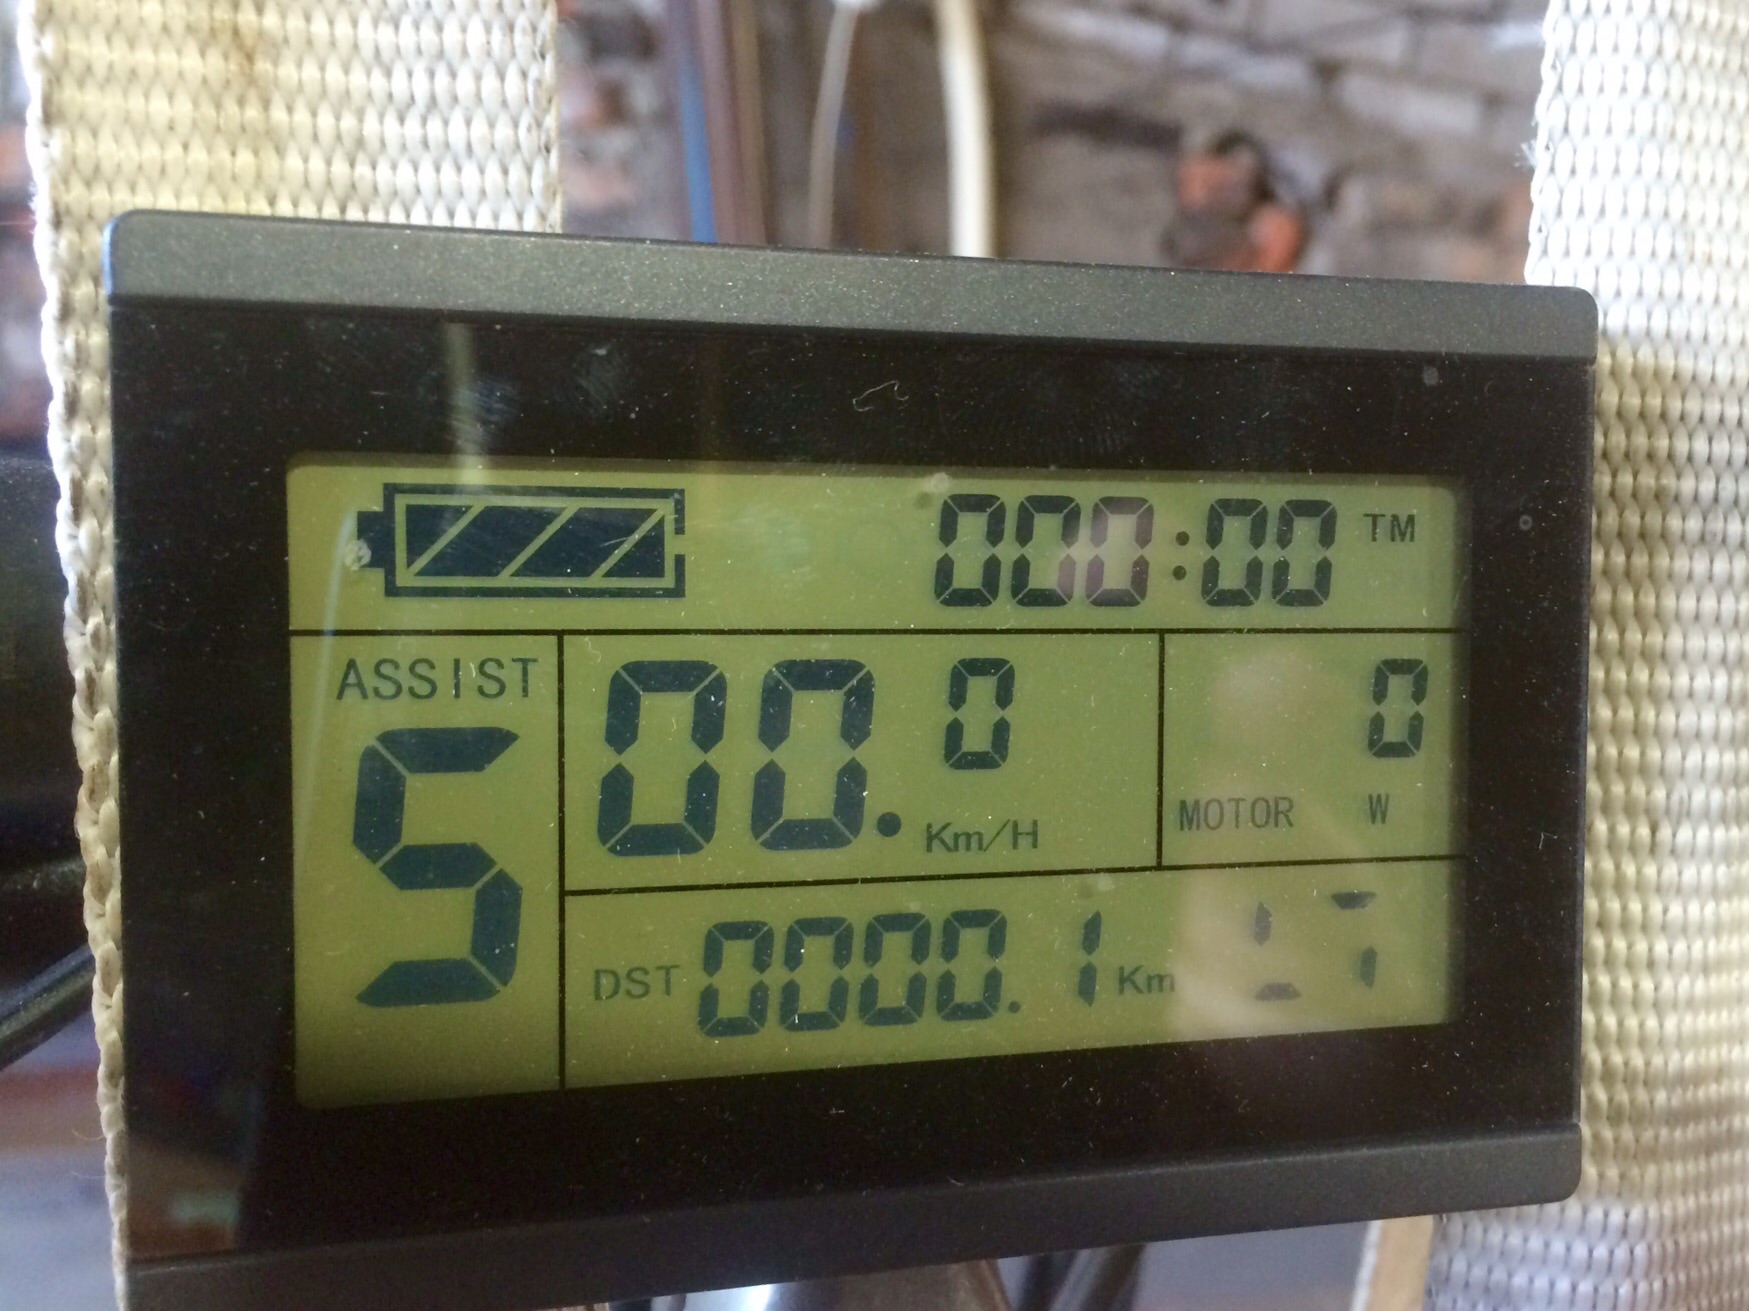 000:00 TM
ASSIST
5
00.0 Km/H
0
MOTOR W
DST 0000.1 Km